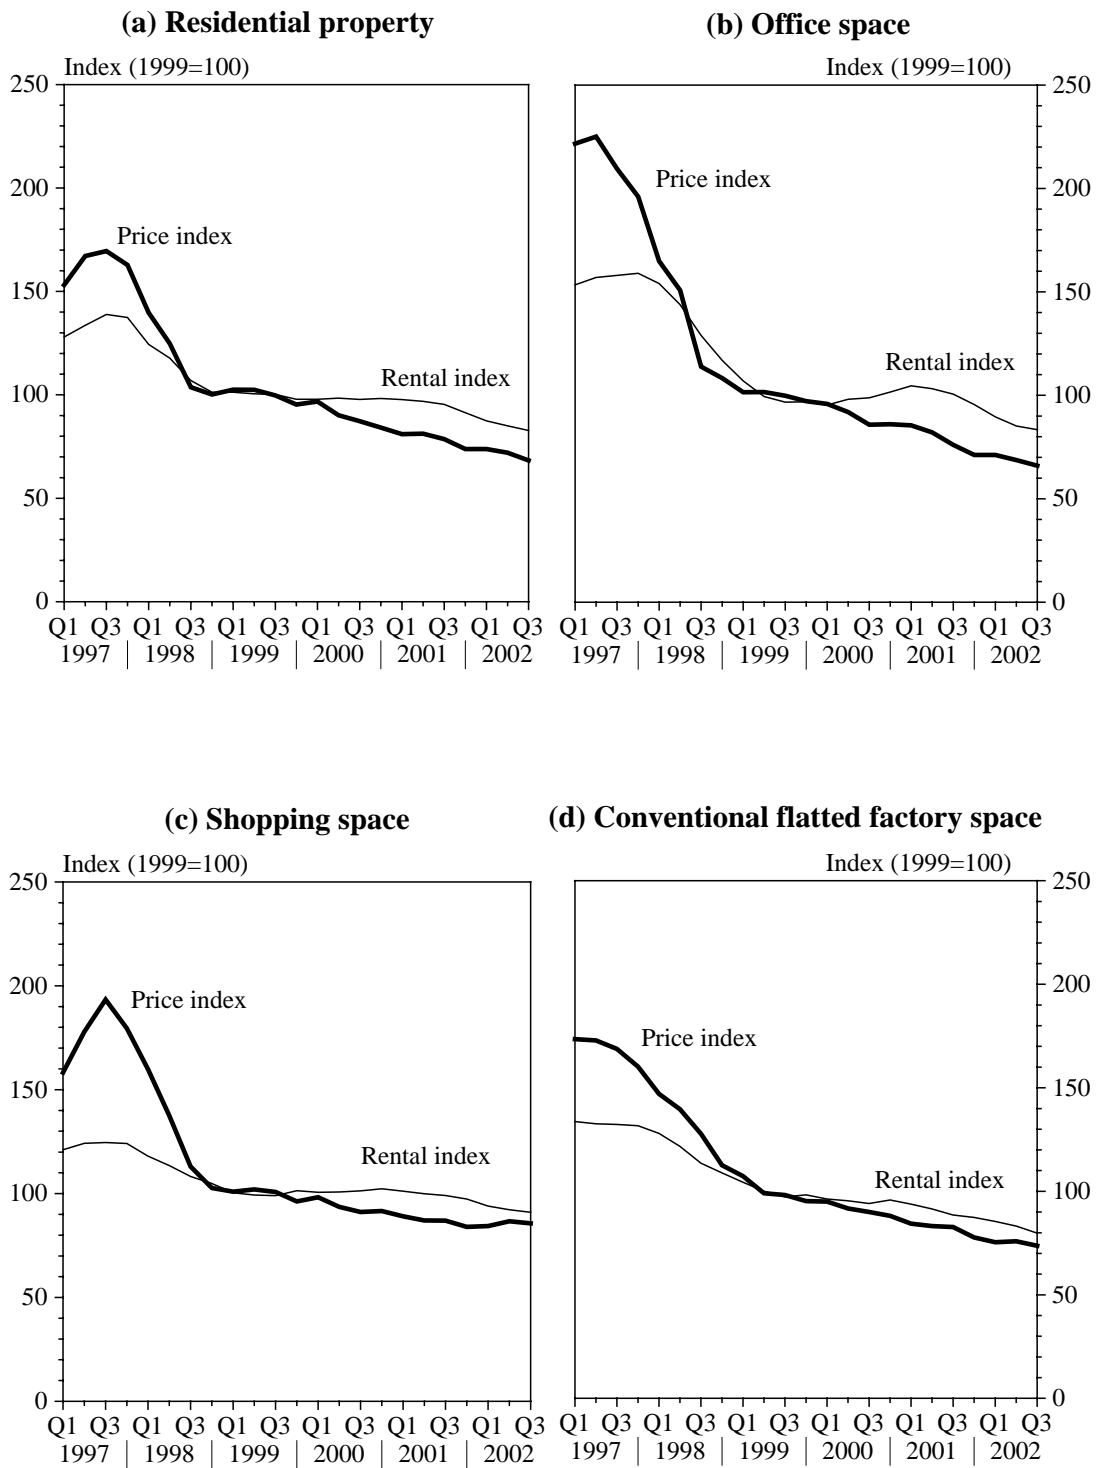 (a) Residential property
Index (1999=100)
250
200
150
100
50
0
Price index
Rental index
Q1 Q3 Q1 Q3 Q1 Q3 Q1 Q3 Q1 Q3 Q1 Q3
1997 1998 1999 2000 2001 2002
(b) Office space
Index (1999=100)
250
200
150
100
50
0
Price index
Rental index
Q1 Q3 Q1 Q3 Q1 Q3 Q1 Q3 Q1 Q3 Q1 Q3
1997 1998 1999 2000 2001 2002
(c) Shopping space
Index (1999=100)
250
200
150
100
50
0
Price index
Rental index
Q1 Q3 Q1 Q3 Q1 Q3 Q1 Q3 Q1 Q3 Q1 Q3
1997 1998 1999 2000 2001 2002
(d) Conventional flatted factory space
Index (1999=100)
250
200
150
100
50
0
Price index
Rental index
Q1 Q3 Q1 Q3 Q1 Q3 Q1 Q3 Q1 Q3 Q1 Q3
1997 1998 1999 2000 2001 2002